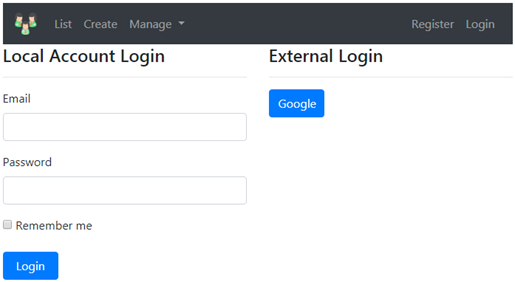 List Create Manage Register Login
Local Account Login
External Login
Email
Google
Password
Remember me
Login